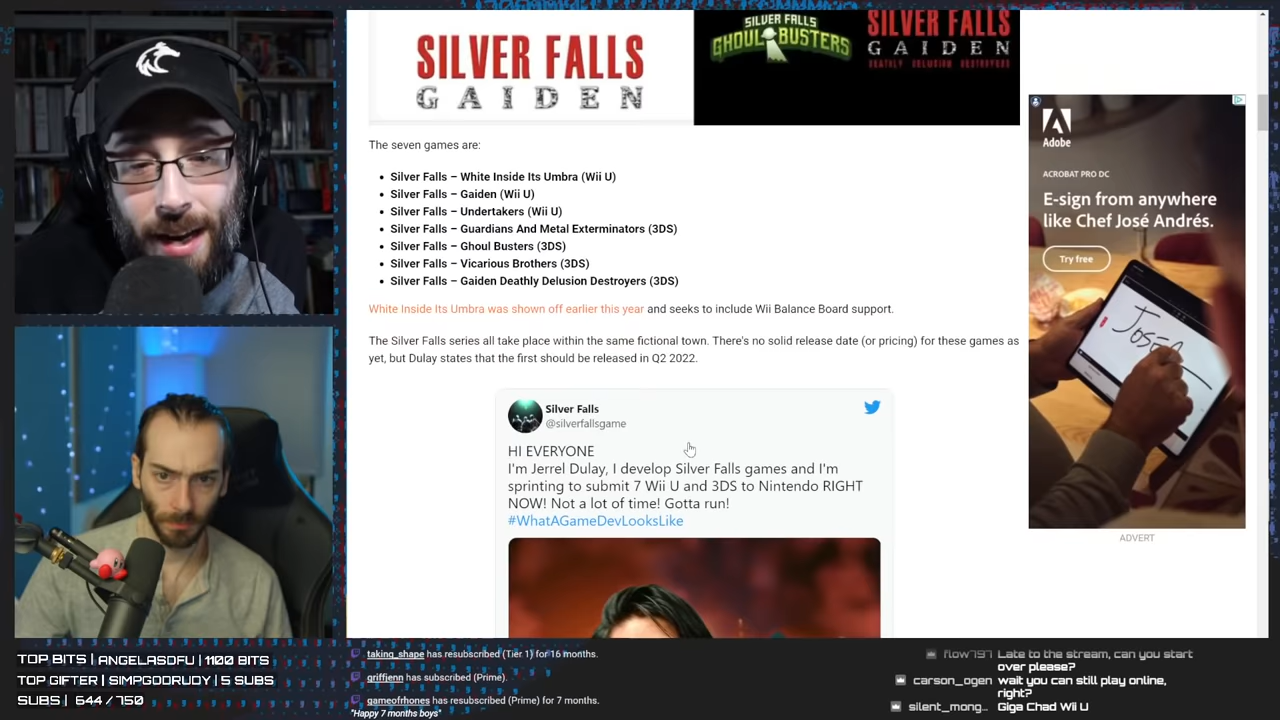 SILVER FALLS
GAIDEN
SILVER FALLS
GHOUL BUSTERS
SILVER FALLS
GAIDEN
DEATHLY DELUSION DESTROYERS
The seven games are:
• Silver Falls – White Inside Its Umbra (Wii U)
• Silver Falls – Gaiden (Wii U)
• Silver Falls – Undertakers (Wii U)
• Silver Falls – Guardians And Metal Exterminators (3DS)
• Silver Falls – Ghoul Busters (3DS)
• Silver Falls – Vicarious Brothers (3DS)
• Silver Falls – Gaiden Deathly Delusion Destroyers (3DS)
White Inside Its Umbra was shown off earlier this year and seeks to include Wii Balance Board support.
The Silver Falls series all take place within the same fictional town. There's no solid release date (or pricing) for these games as
yet, but Dulay states that the first should be released in Q2 2022.
Silver Falls
@silverfallsgame
HI EVERYONE
I'm Jerrel Dulay, I develop Silver Falls games and I'm
sprinting to submit 7 Wii U and 3DS to Nintendo RIGHT
NOW! Not a lot of time! Gotta run!
#WhatAGameDevLooksLike
Adobe
ACROBAT PRO DC
E-sign from anywhere
like Chef José Andrés.
Try free
José A
ADVERT
TOP BITS | ANGELASDFU | 1100 BITS
TOP GIFTER | SIMPGODRUDY | 5 SUBS
SUBS | 644 / 750
taking_shape has resubscribed (Tier 1) for 16 months.
griffjenn has subscribed (Prime).
gameofrhones has resubscribed (Prime) for 7 months.
"Happy 7 months boys"
flow797 Late to the stream, can you start
over please?
carson_ogen wait you can still play online,
right?
silent_mong... Giga Chad Wii U